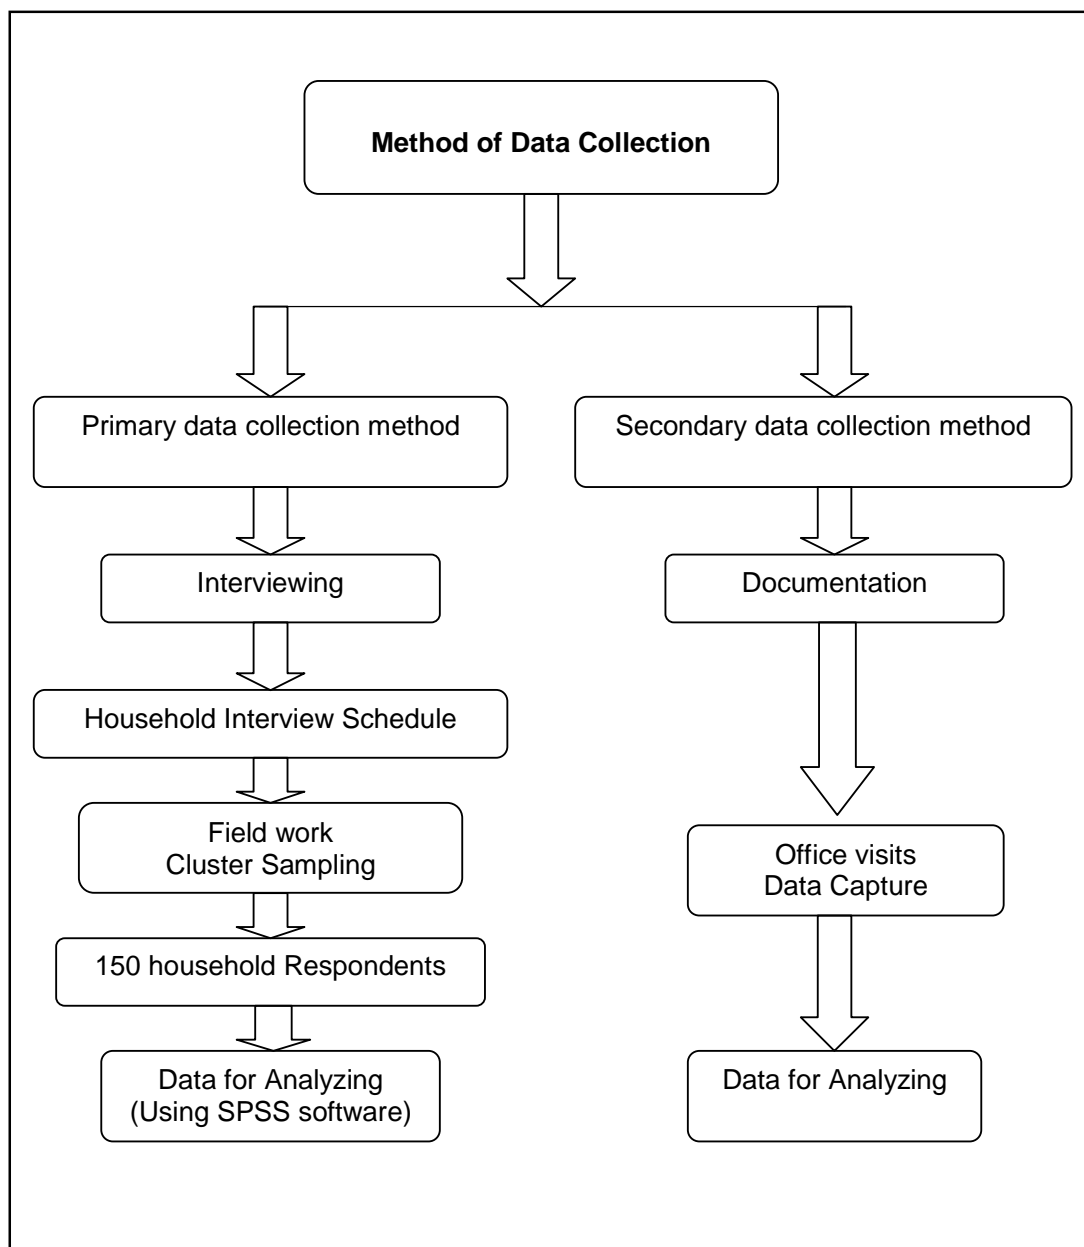 Method of Data Collection
Primary data collection method
Secondary data collection method
Interviewing
Documentation
Household Interview Schedule
Field work
Cluster Sampling
Office visits
Data Capture
150 household Respondents
Data for Analyzing
(Using SPSS software)
Data for Analyzing